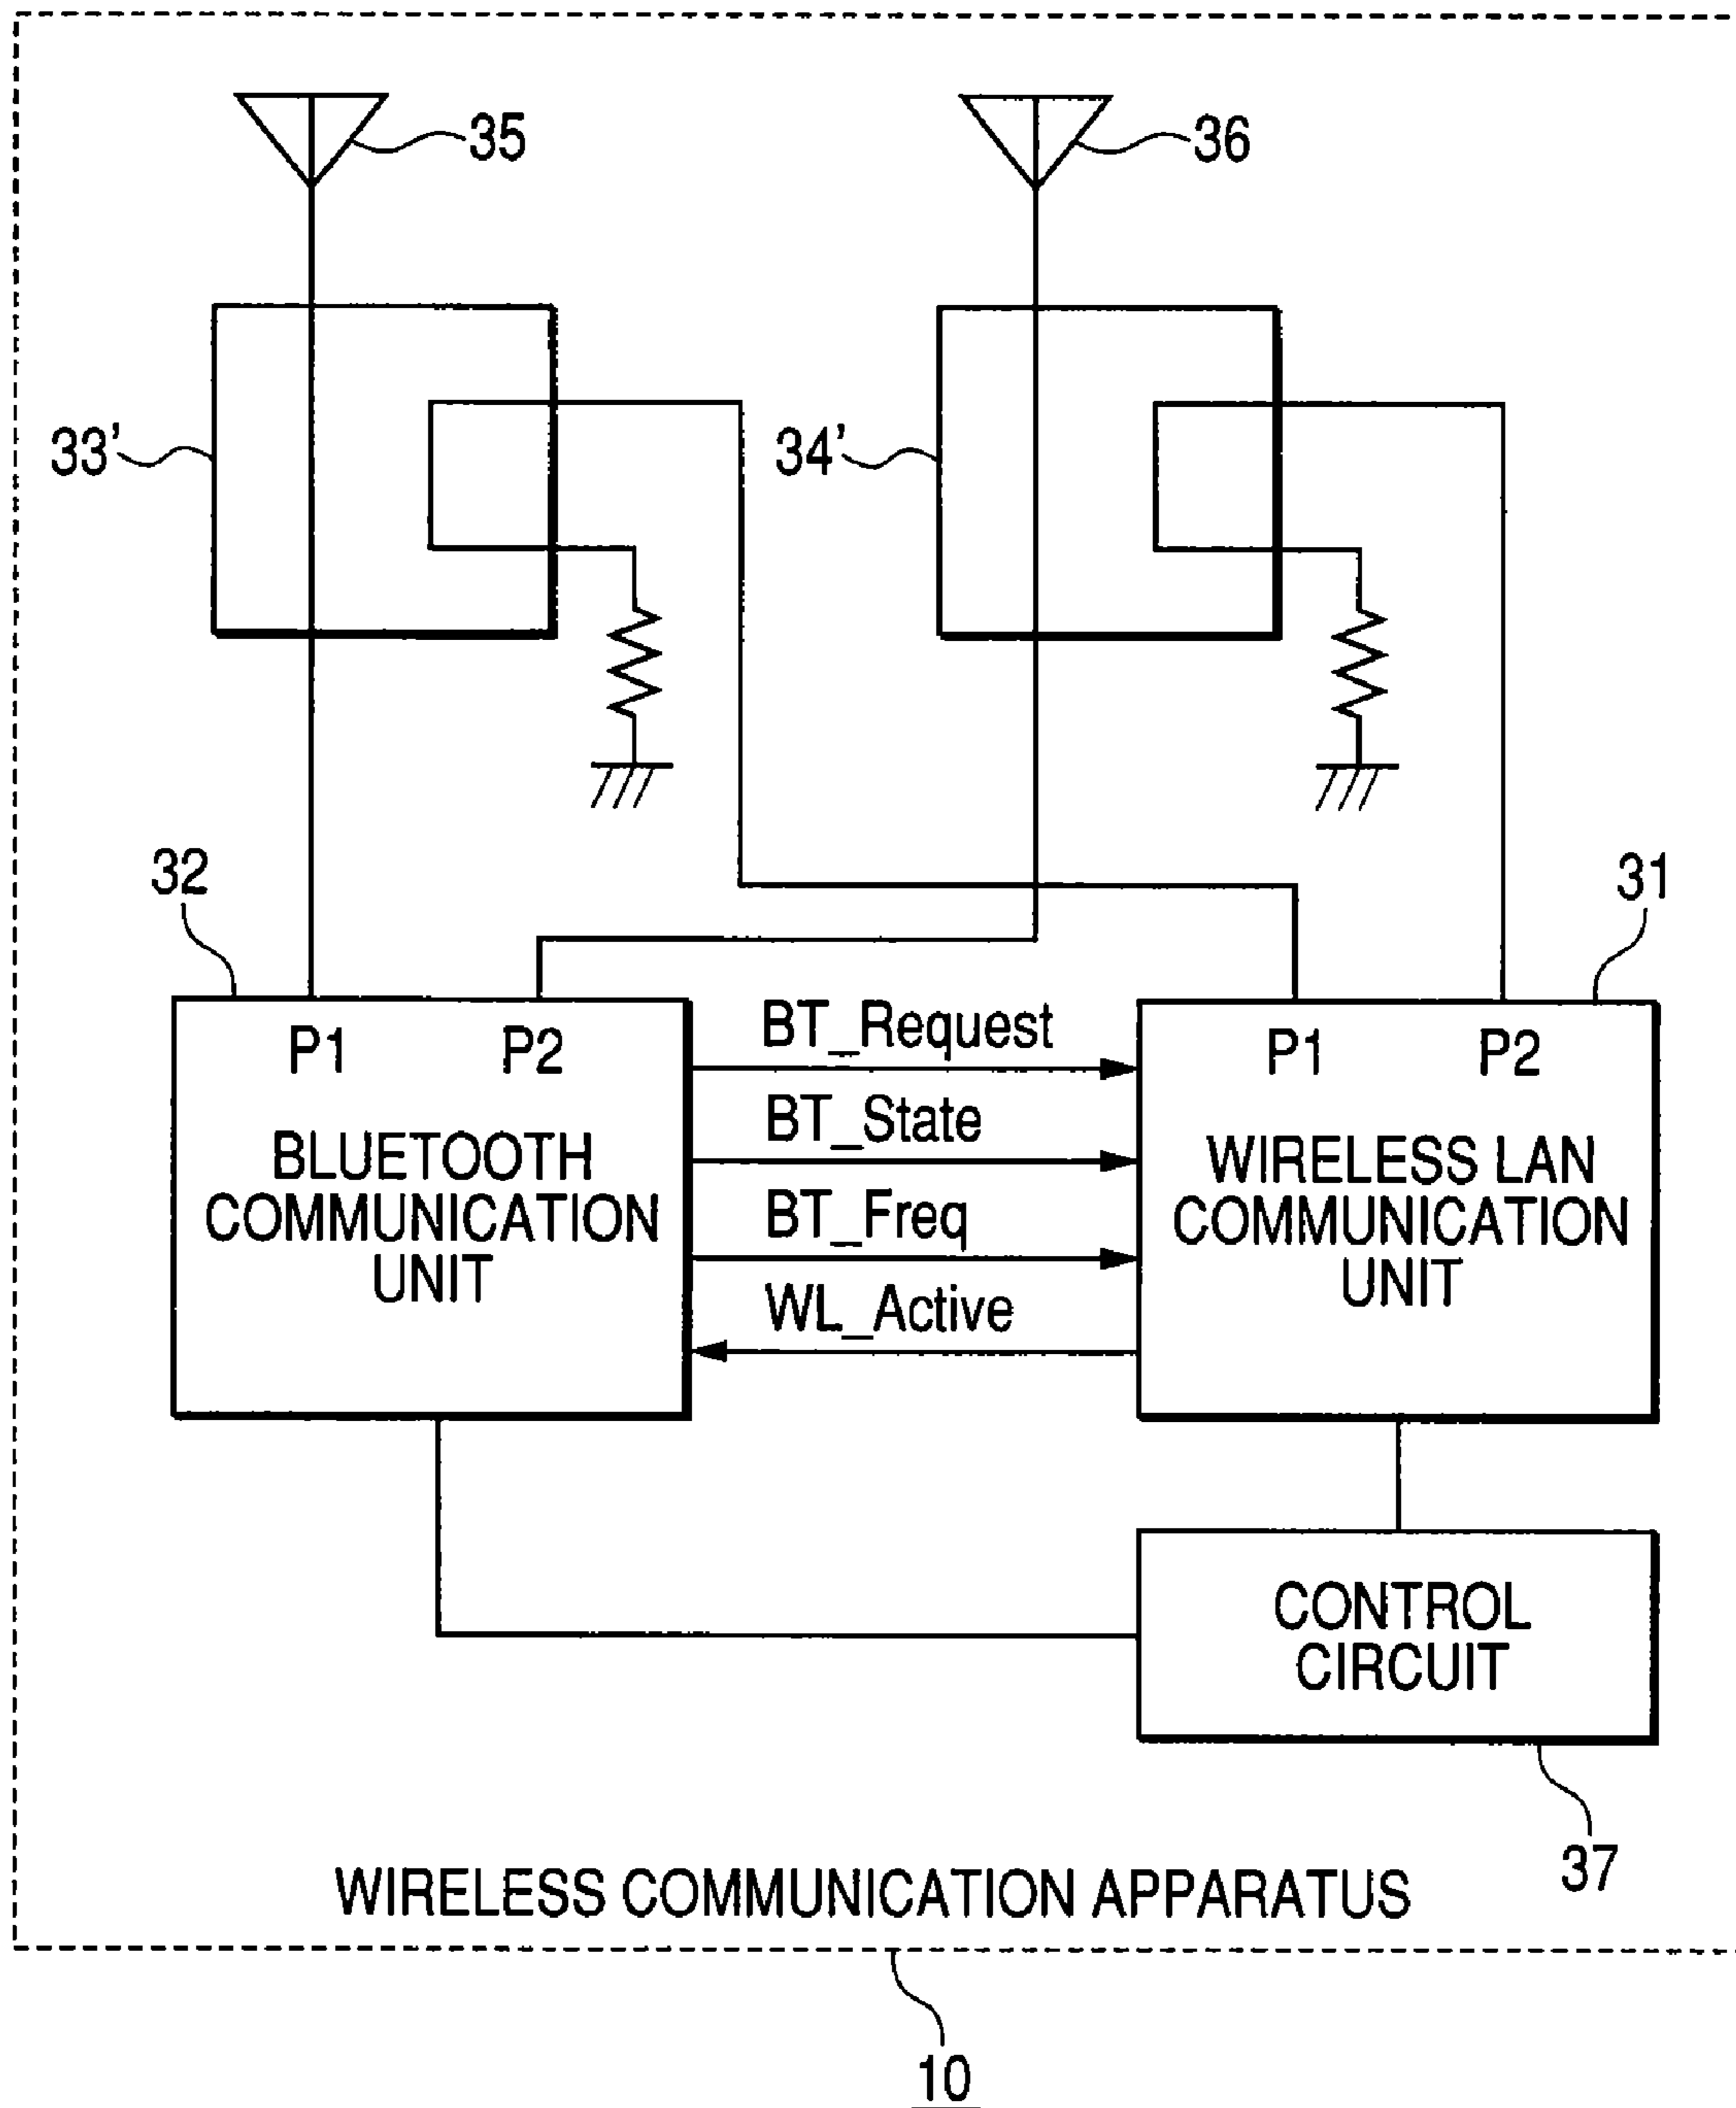 35
36
33'
34'
32
31
P1
P2
BT_Request
P1
P2
BT_State
BLUETOOTH
COMMUNICATION
UNIT
BT_Freq
WL_Active
WIRELESS LAN
COMMUNICATION
UNIT
CONTROL
CIRCUIT
37
WIRELESS COMMUNICATION APPARATUS
10